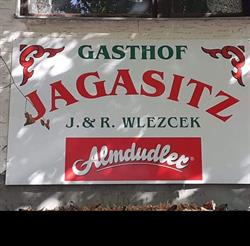 GASTHOF
JAGASITZ
J. & R. WLEZCEK
Almdudler